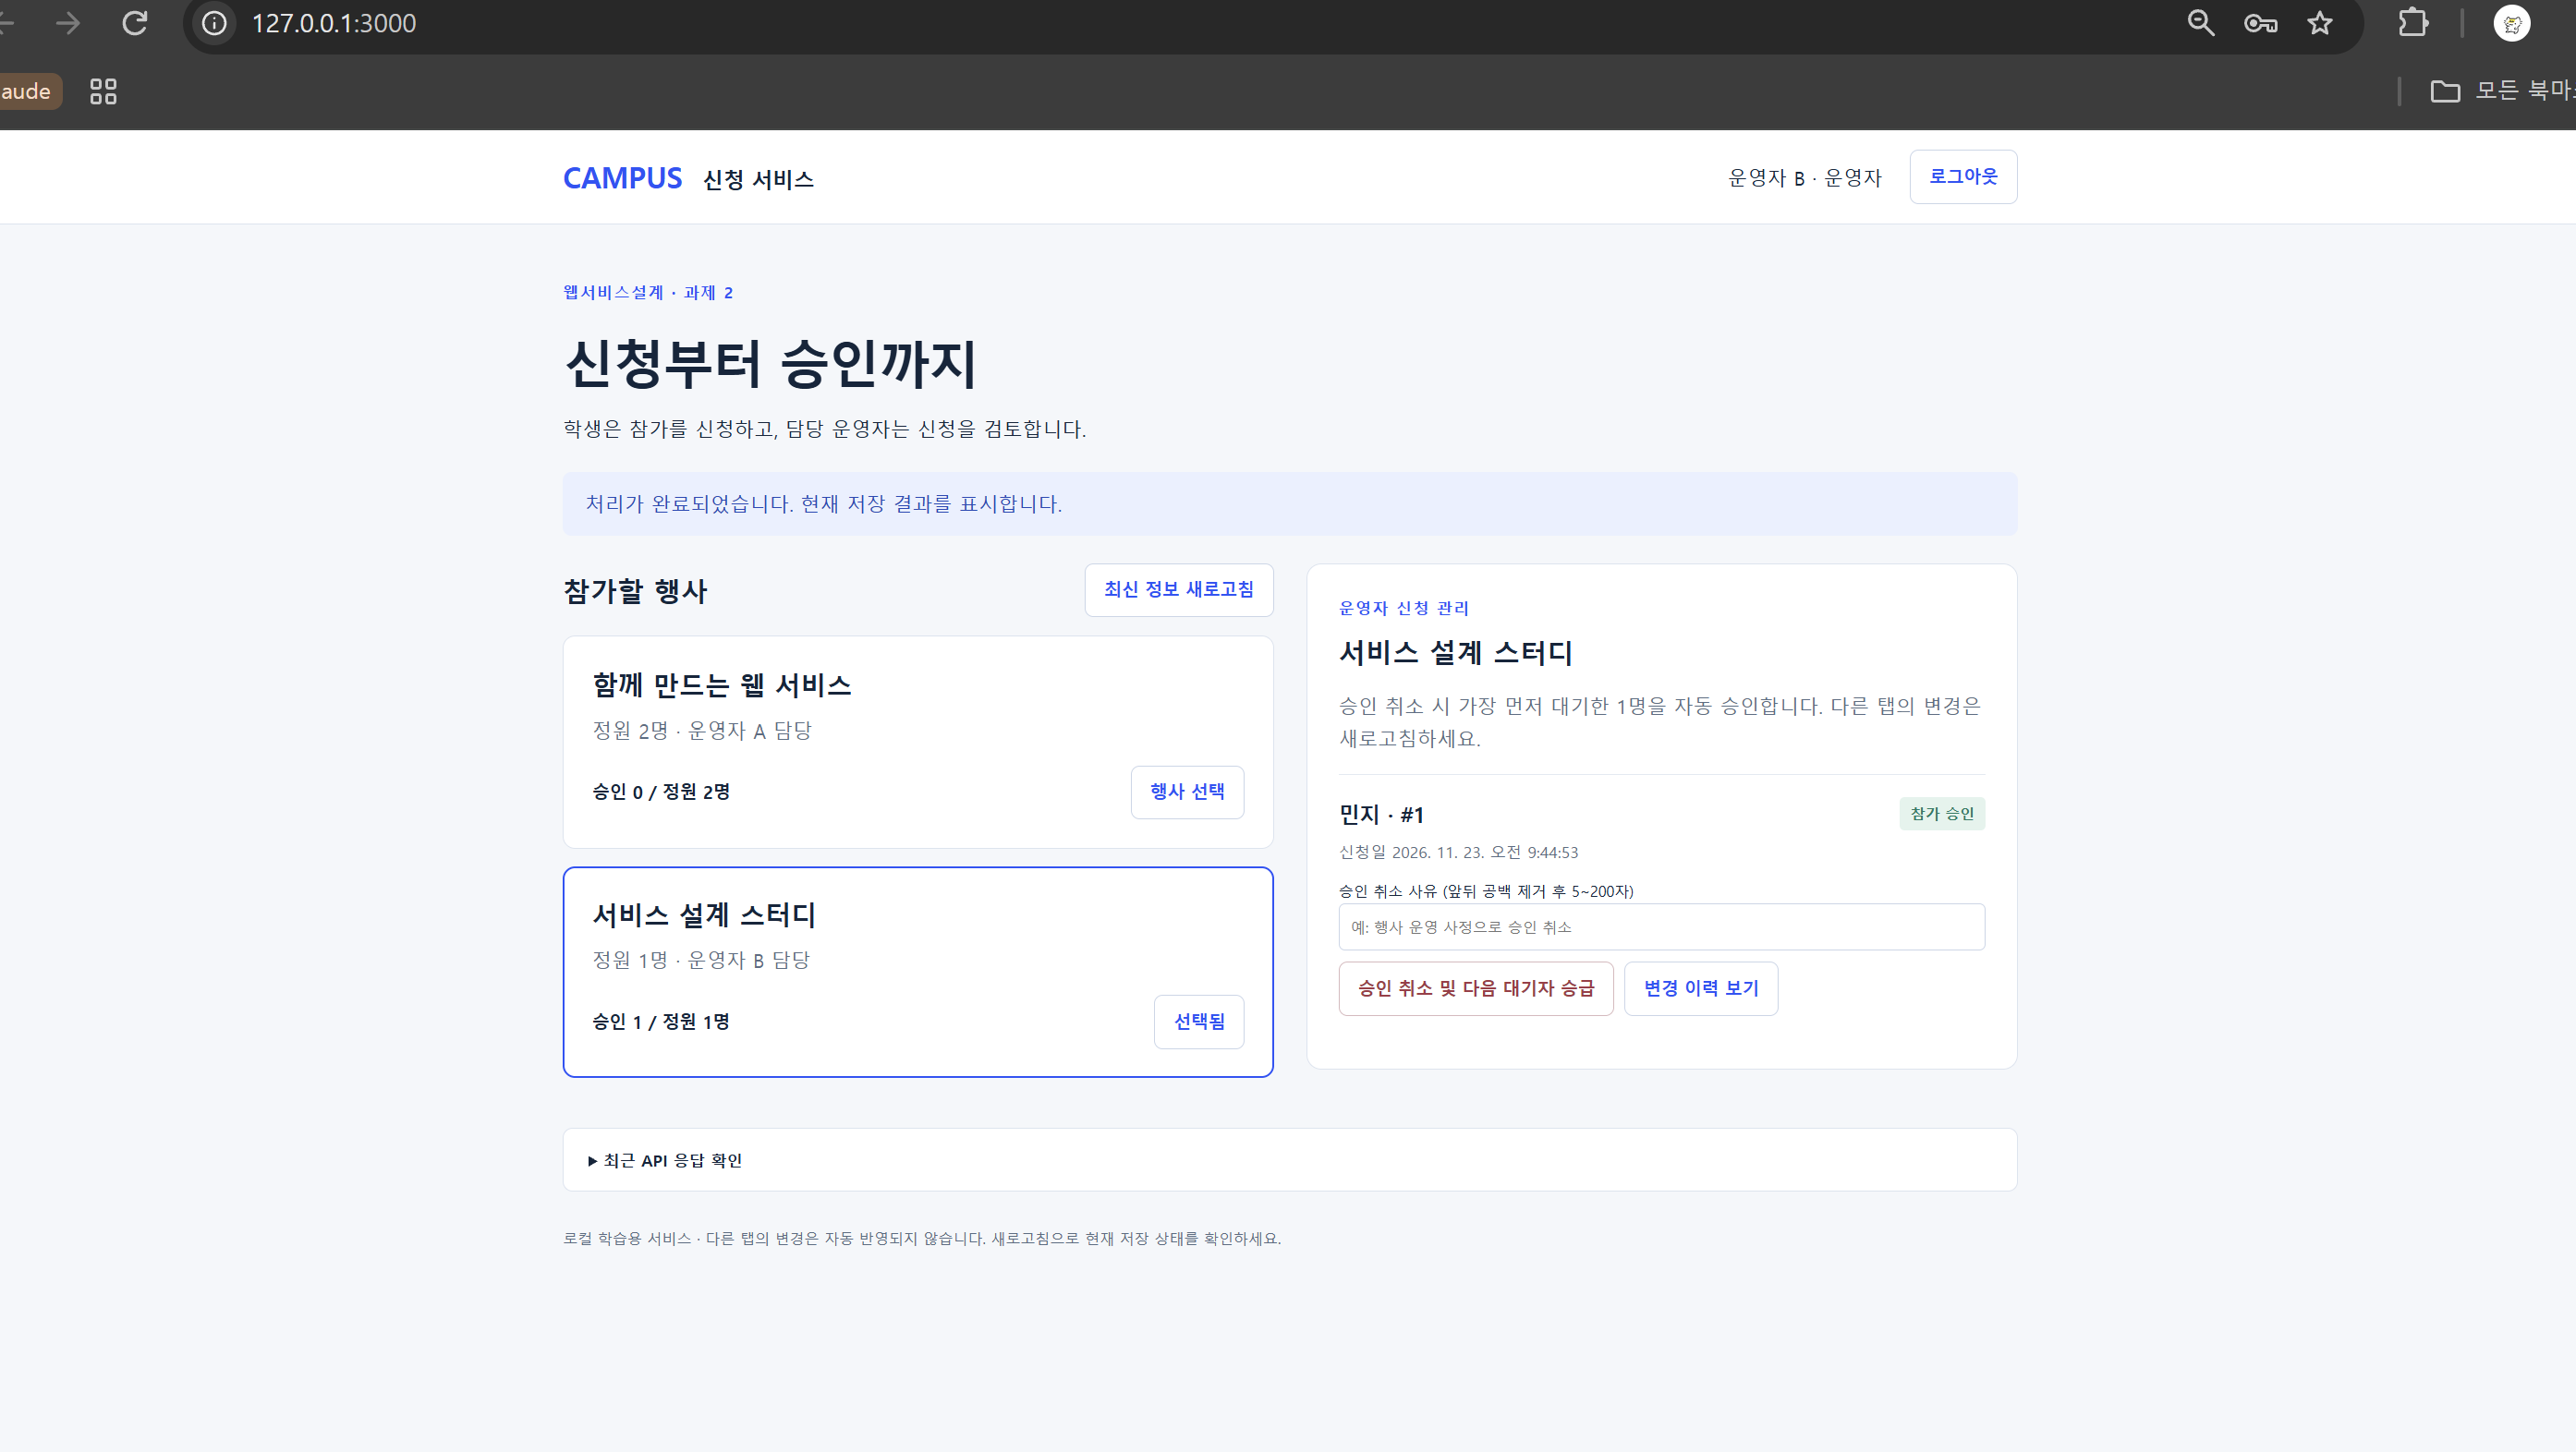 127.0.0.1:3000
aude
모든 북마
CAMPUS 신청 서비스
운영자 B · 운영자
로그아웃
웹서비스설계 · 과제 2
신청부터 승인까지
학생은 참가를 신청하고, 담당 운영자는 신청을 검토합니다.
처리가 완료되었습니다. 현재 저장 결과를 표시합니다.
참가할 행사
최신 정보 새로고침
함께 만드는 웹 서비스
정원 2명 · 운영자 A 담당
승인 0 / 정원 2명
행사 선택
서비스 설계 스터디
정원 1명 · 운영자 B 담당
승인 1 / 정원 1명
선택됨
운영자 신청 관리
서비스 설계 스터디
승인 취소 시 가장 먼저 대기한 1명을 자동 승인합니다. 다른 탭의 변경은
새로고침하세요.
민지 · #1
참가 승인
신청일 2026. 11. 23. 오전 9:44:53
승인 취소 사유 (앞뒤 공백 제거 후 5~200자)
예: 행사 운영 사정으로 승인 취소
승인 취소 및 다음 대기자 승급
변경 이력 보기
▶ 최근 API 응답 확인
로컬 학습용 서비스 · 다른 탭의 변경은 자동 반영되지 않습니다. 새로고침으로 현재 저장 상태를 확인하세요.